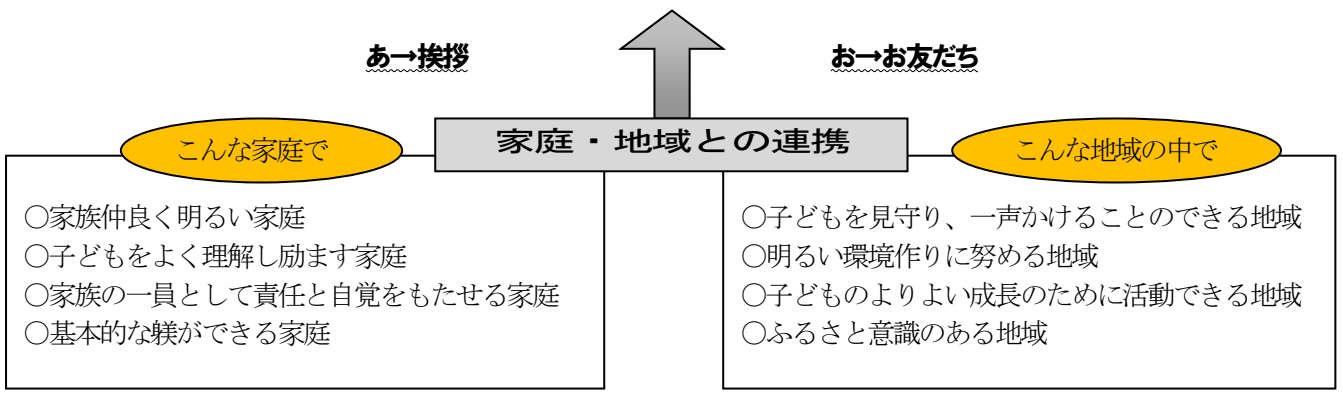 あ→挨拶
お→お友だち
家庭・地域との連携
こんな家庭で
○家族仲良く明るい家庭
○子どもをよく理解し励ます家庭
○家族の一員として責任と自覚をもたせる家庭
○基本的な躾ができる家庭
こんな地域の中で
○子どもを見守り、一声かけることのできる地域
○明るい環境作りに努める地域
○子どものよりよい成長のために活動できる地域
○ふるさと意識のある地域